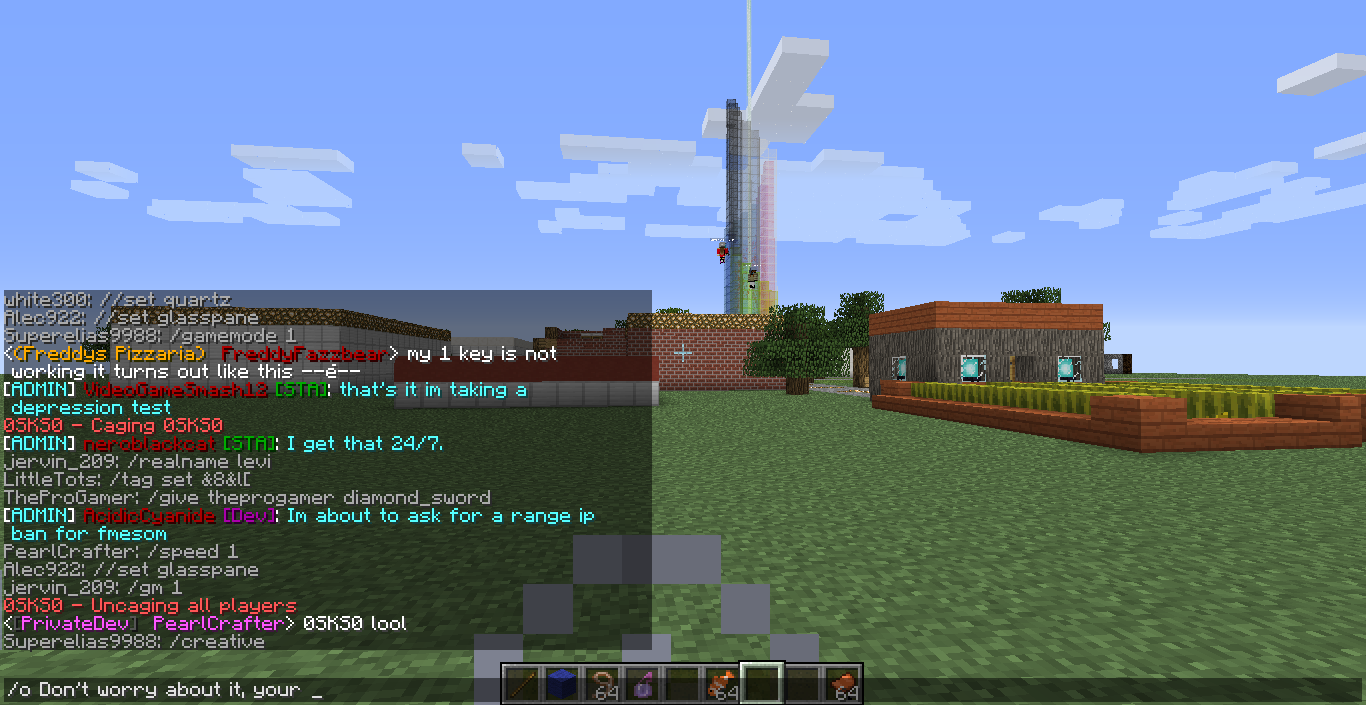 white300: //set quartz
Alec922: //set glasspane
Superelias9988: /gamemode 1
<(Freddys Pizzaria) FreddyFazzbear> my 1 key is not
working it turns out like this --é--
[ADMIN] VideoGameSmash12 [STA]: that's it im taking a
depression test
0SKS0 - Caging 0SKS0
[ADMIN] neroblackcat [STA]: I get that 24/7.
jervin_209: /realname levi
LittleTots: /tag set &8&l[
TheProGamer: /give theprogamer diamond_sword
[ADMIN] AcidicCyanide [Dev]: Im about to ask for a range ip
ban for fmesom
PearlCrafter: /speed 1
Alec922: //set glasspane
jervin_209: /gm 1
0SKS0 - Uncaging all players
<[PrivateDev] PearlCrafter> 0SKS0 lool
Superelias9988: /creative
64 64 64
/o Don't worry about it, your _